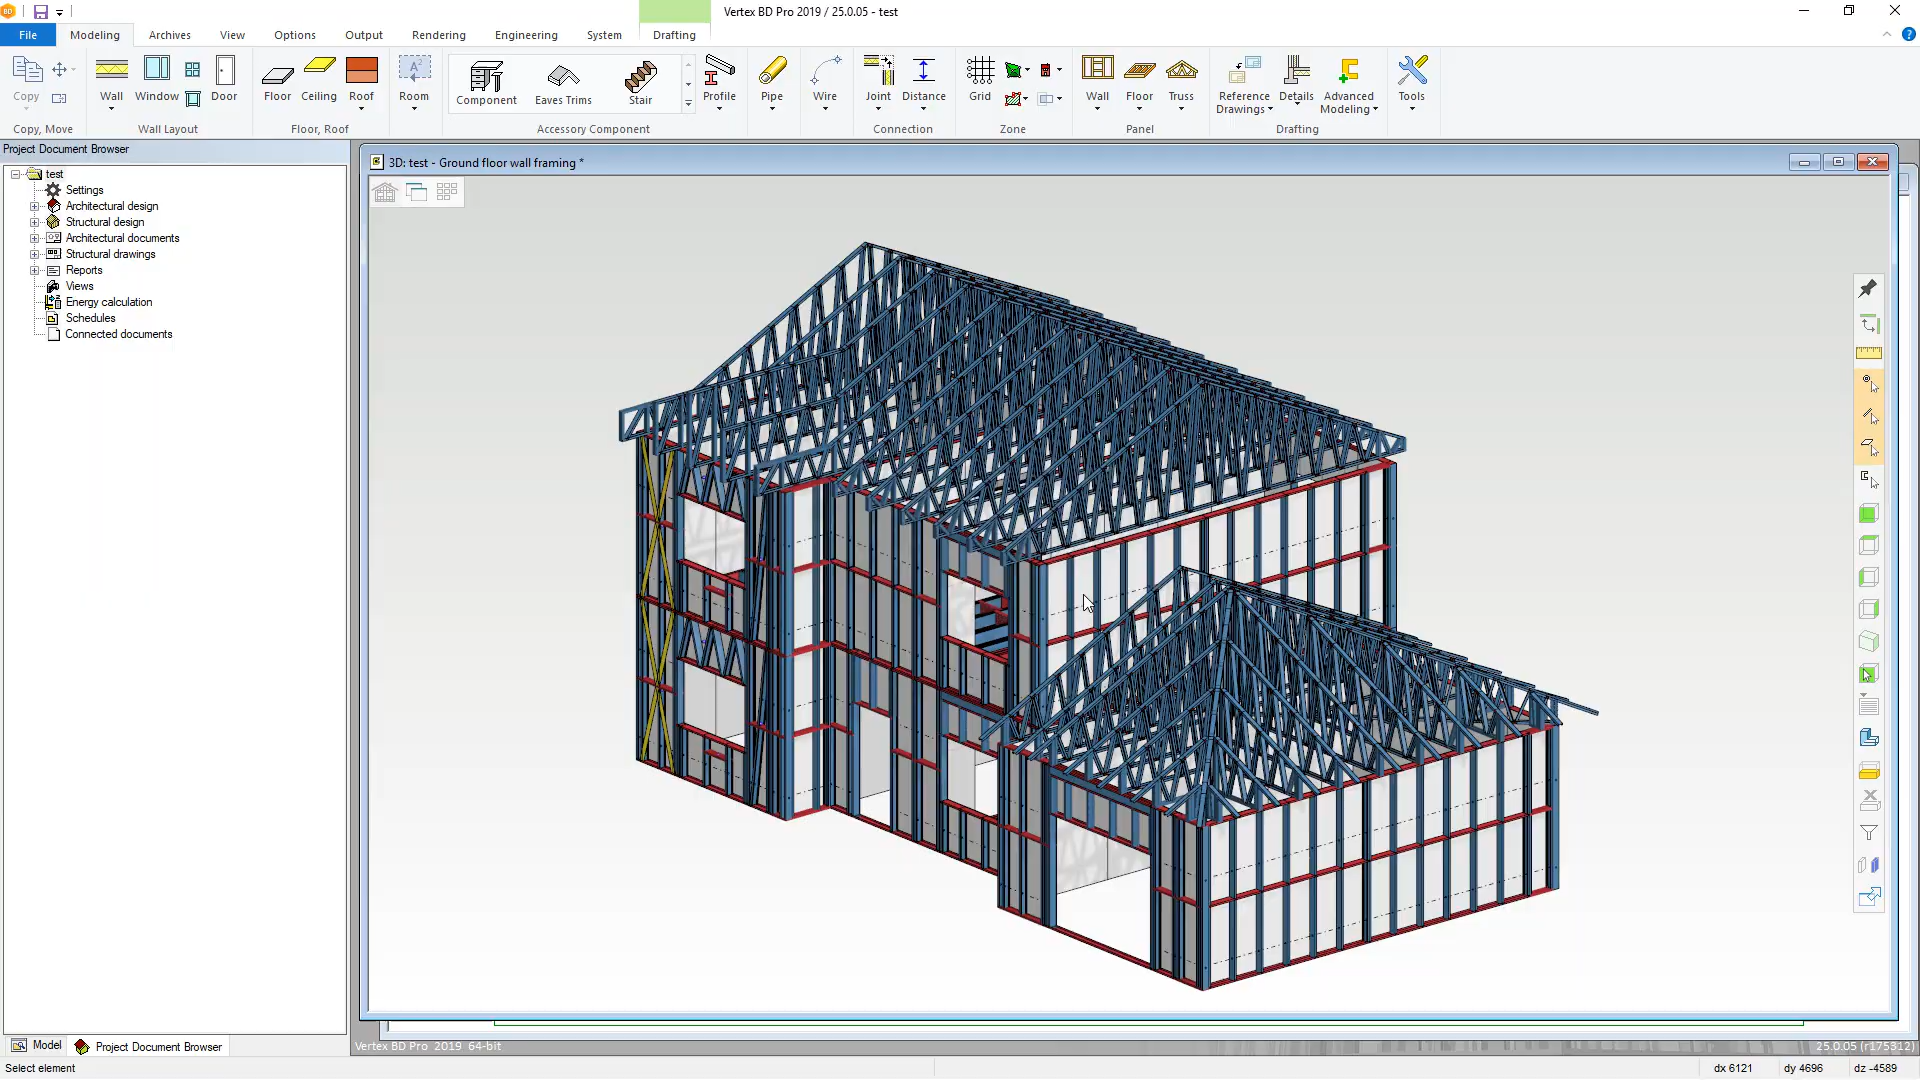 BD
Vertex BD Pro 2019 / 25.0.05 - test
File Modeling Archives View Options Output Rendering Engineering System Drafting
Copy Wall Window Door Floor Ceiling Roof Room Component Eaves Trims Stair Profile Pipe Wire Joint Distance Grid Wall Floor Truss Reference Drawings Details Advanced Modeling Tools
Copy, Move Wall Layout Floor, Roof Accessory Component Connection Zone Panel Drafting
Project Document Browser
3D: test - Ground floor wall framing *
test
Settings
Architectural design
Structural design
Architectural documents
Structural drawings
Reports
Views
Energy calculation
Schedules
Connected documents
Model Project Document Browser
Vertex BD Pro 2019 64-bit
25.0.05 (r175312)
Select element
dx 6121 dy 4696 dz -4589